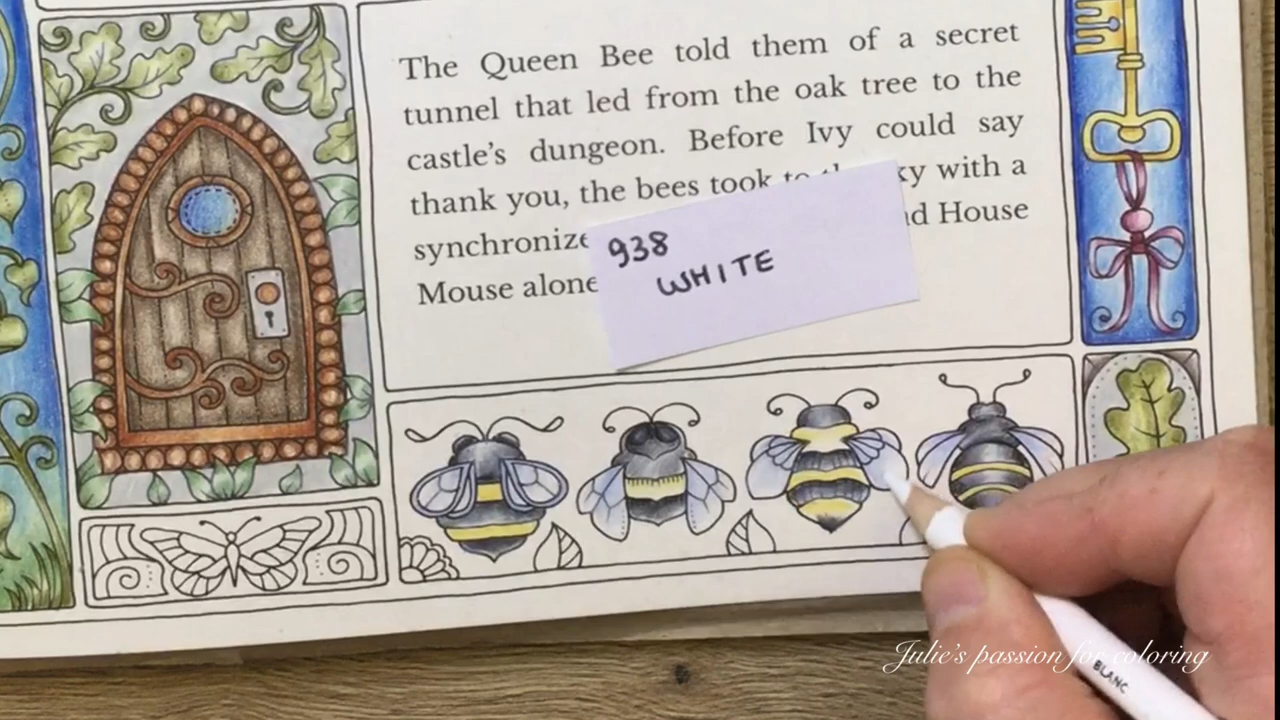 The Queen Bee told them of a secret
tunnel that led from the oak tree to the
castle's dungeon. Before Ivy could say
thank you, the bees took to ky with a
synchronize d House
Mouse alone
938
WHITE
BLANC
Julie's passion for coloring